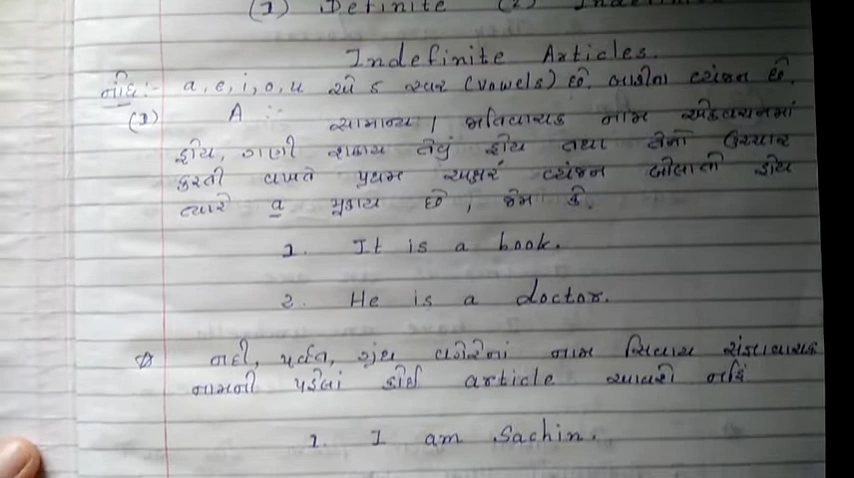 (1) Definite (2) Indefinite
Indefinite Articles.
નોંધ:- a, e, i, o, u એ 5 સ્વર (Vowels) છે. બાકીના વ્યંજન છે.
(1) A :- સામાન્ય / જાતિવાચક નામ એકવચનમાં
હોય, ગણી શકાય તેવું હોય તથા તેનો ઉચ્ચાર
કરતી વખતે પ્રથમ અક્ષર વ્યંજન બોલાતો હોય
ત્યારે a મૂકાય છે, જેમ કે.
1. It is a book.
2. He is a doctor.
નદી, પર્વત, ગ્રંથ વગેરેનાં નામ સિવાય સંજ્ઞાવાચક
નામની પહેલાં કોઈ article આવશે નહિં
1. I am Sachin.